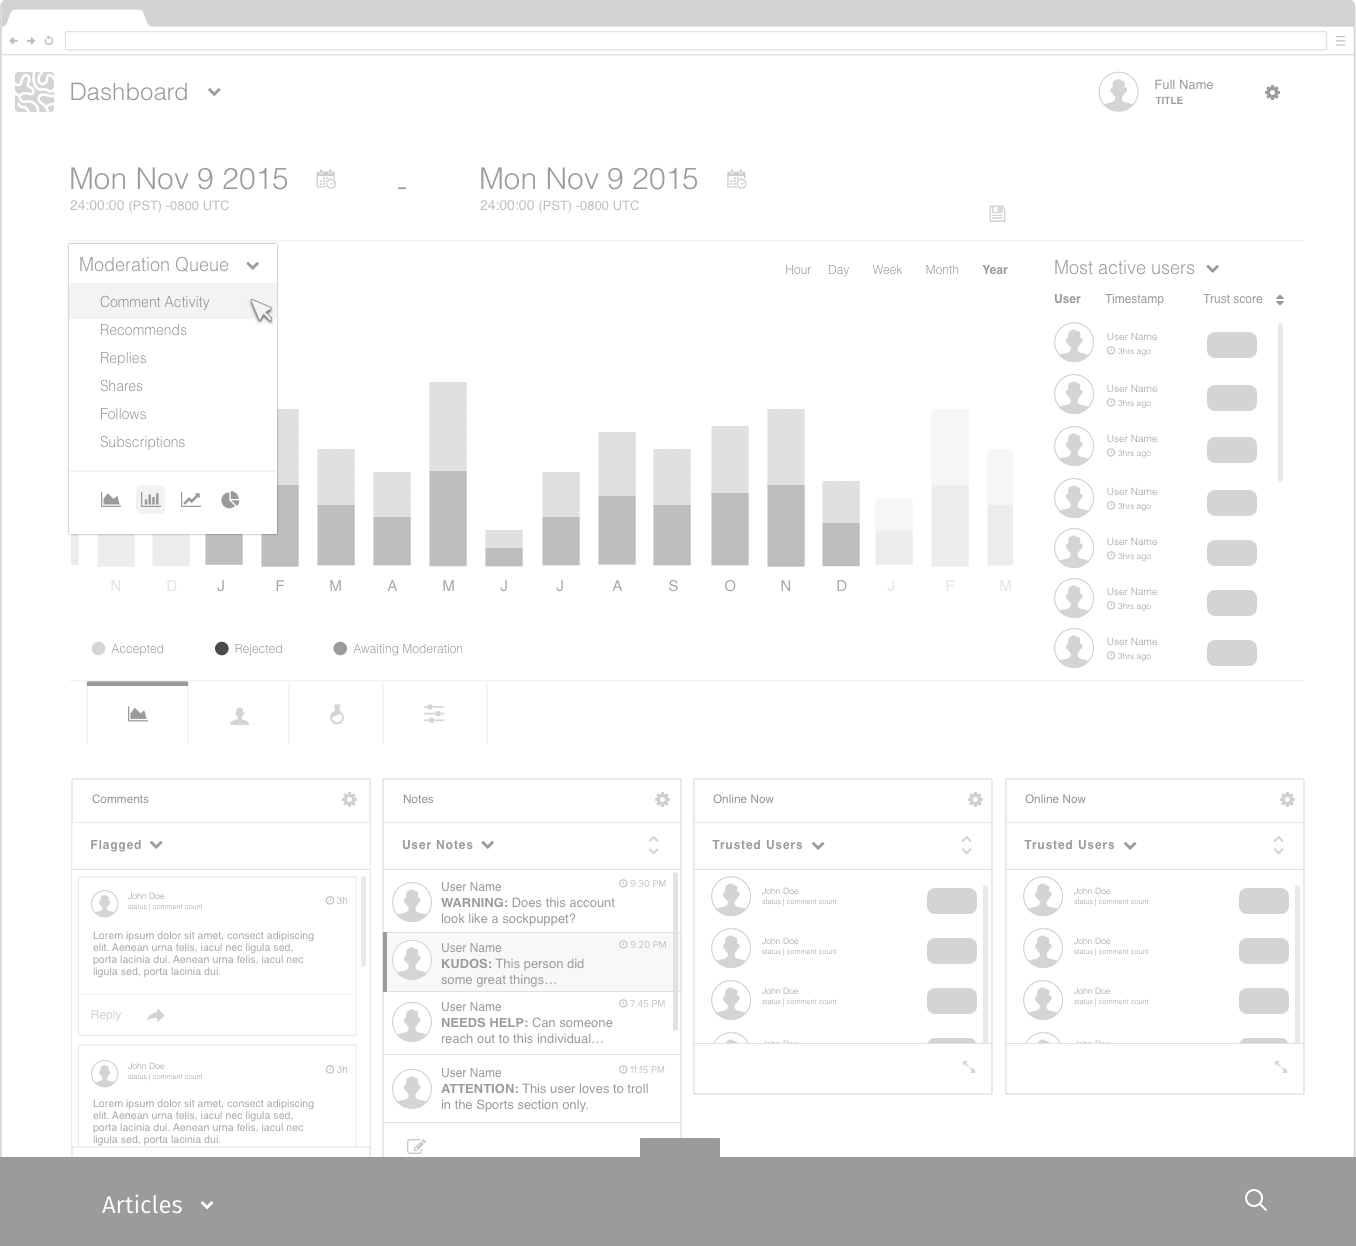 Dashboard
Full Name
TITLE
Mon Nov 9 2015
24:00:00 (PST) -0800 UTC
-
Mon Nov 9 2015
24:00:00 (PST) -0800 UTC
Moderation Queue
Comment Activity
Recommends
Replies
Shares
Follows
Subscriptions
Hour Day Week Month Year
N D J F M A M J J A S O N D J F M
Accepted Rejected Awaiting Moderation
Most active users
User Timestamp Trust score
User Name
3hrs ago
User Name
3hrs ago
User Name
3hrs ago
User Name
3hrs ago
User Name
3hrs ago
User Name
3hrs ago
User Name
3hrs ago
Comments
Flagged
John Doe
status | comment count
3h
Lorem ipsum dolor sit amet, consect adipiscing
elit. Aenean urna felis, iacul nec ligula sed,
porta lacinia dui. Aenean urna felis, iacul nec
ligula sed, porta lacinia dui.
Reply
John Doe
status | comment count
3h
Lorem ipsum dolor sit amet, consect adipiscing
elit. Aenean urna felis, iacul nec ligula sed,
porta lacinia dui. Aenean urna felis, iacul nec
ligula sed, porta lacinia dui.
Notes
User Notes
User Name
9:30 PM
WARNING: Does this account
look like a sockpuppet?
User Name
9:20 PM
KUDOS: This person did
some great things...
User Name
7:45 PM
NEEDS HELP: Can someone
reach out to this individual...
User Name
11:15 PM
ATTENTION: This user loves to troll
in the Sports section only.
Online Now
Trusted Users
John Doe
status | comment count
John Doe
status | comment count
John Doe
status | comment count
John Doe
Online Now
Trusted Users
John Doe
status | comment count
John Doe
status | comment count
John Doe
status | comment count
John Doe
Articles